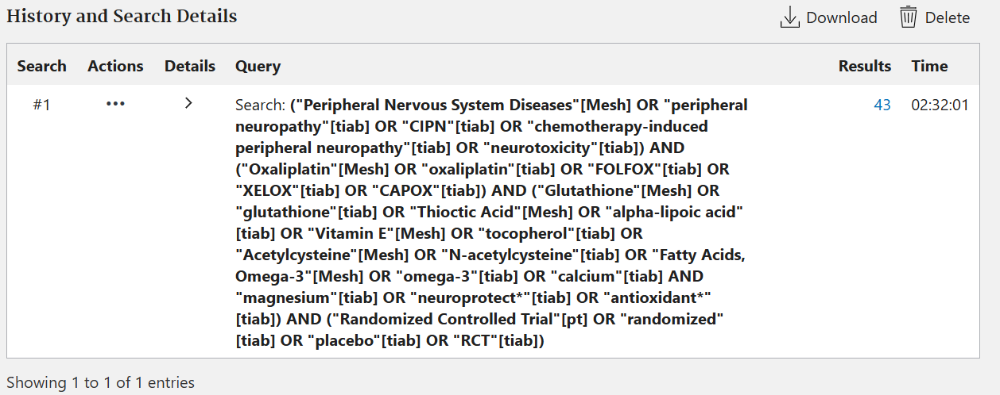 History and Search Details
Download
Delete
Search Actions Details Query Results Time
#1 ••• Search: ("Peripheral Nervous System Diseases"[Mesh] OR "peripheral 43 02:32:01
neuropathy"[tiab] OR "CIPN"[tiab] OR "chemotherapy-induced
peripheral neuropathy"[tiab] OR "neurotoxicity"[tiab]) AND
("Oxaliplatin"[Mesh] OR "oxaliplatin"[tiab] OR "FOLFOX"[tiab] OR
"XELOX"[tiab] OR "CAPOX"[tiab]) AND ("Glutathione"[Mesh] OR
"glutathione"[tiab] OR "Thioctic Acid"[Mesh] OR "alpha-lipoic acid"
[tiab] OR "Vitamin E"[Mesh] OR "tocopherol"[tiab] OR
"Acetylcysteine"[Mesh] OR "N-acetylcysteine"[tiab] OR "Fatty Acids,
Omega-3"[Mesh] OR "omega-3"[tiab] OR "calcium"[tiab] AND
"magnesium"[tiab] OR "neuroprotect*"[tiab] OR "antioxidant*"
[tiab]) AND ("Randomized Controlled Trial"[pt] OR "randomized"
[tiab] OR "placebo"[tiab] OR "RCT"[tiab])
Showing 1 to 1 of 1 entries